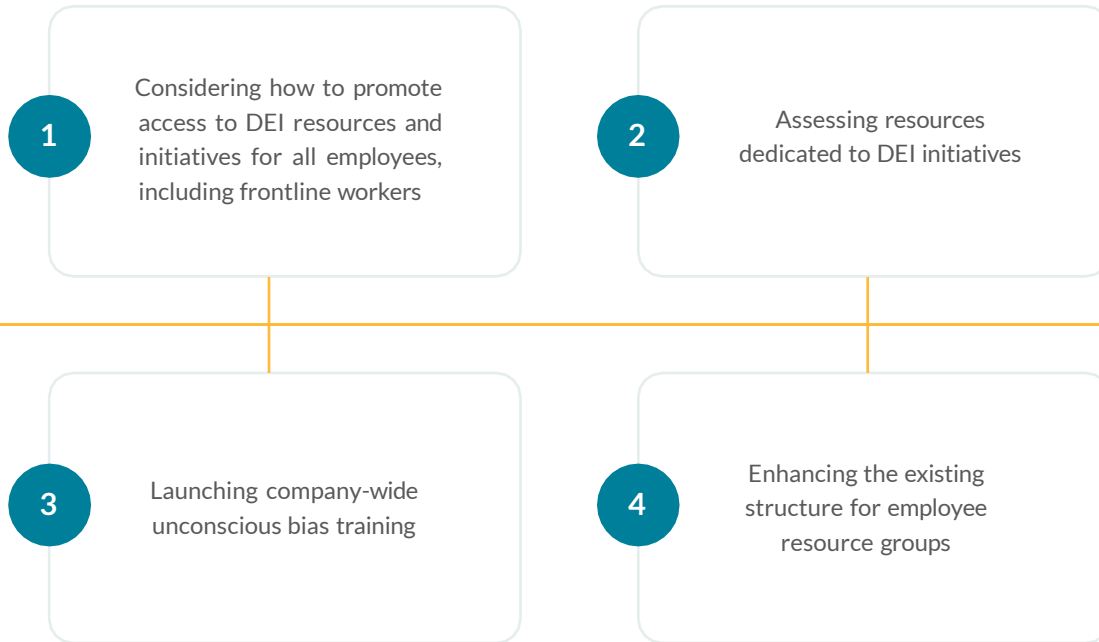 1
Considering how to promote
access to DEI resources and
initiatives for all employees,
including frontline workers
2
Assessing resources
dedicated to DEI initiatives
3
Launching company-wide
unconscious bias training
4
Enhancing the existing
structure for employee
resource groups